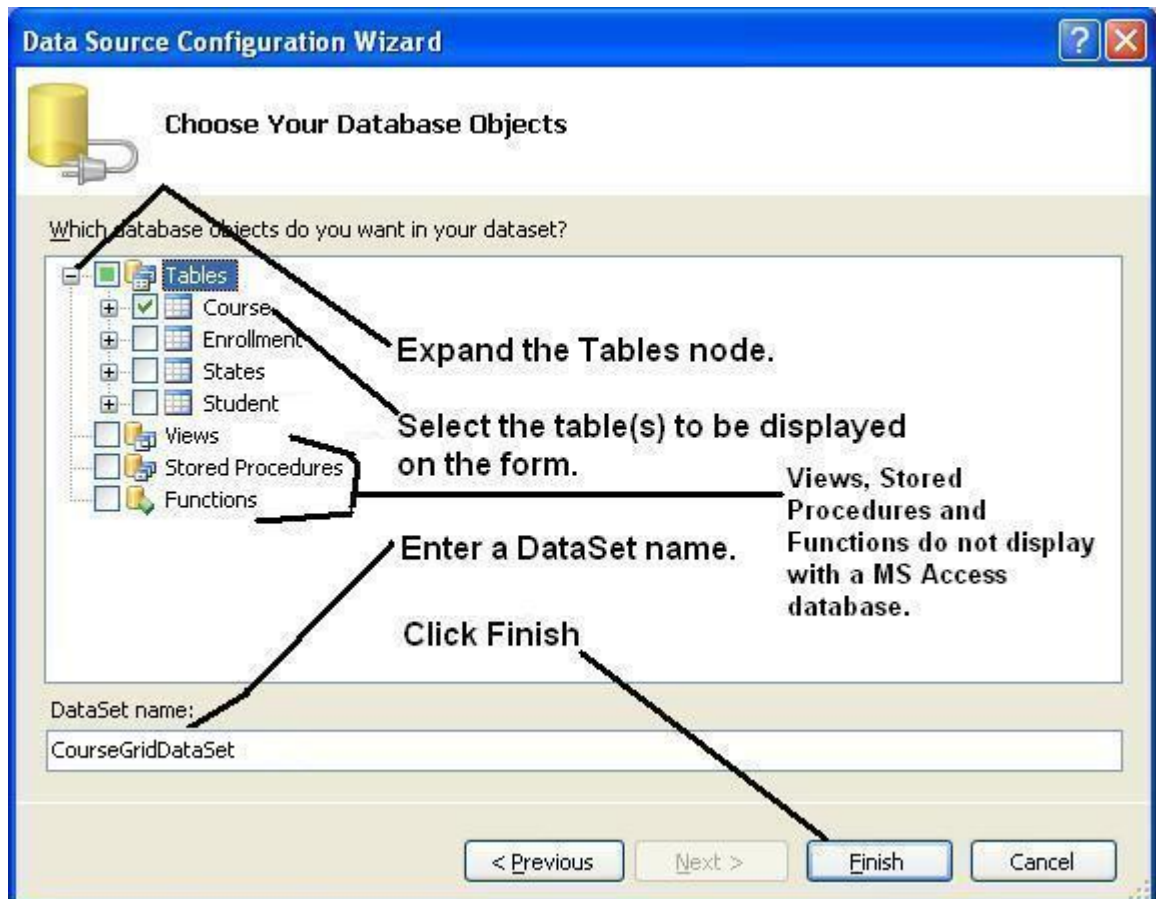 Data Source Configuration Wizard
Choose Your Database Objects
Which database objects do you want in your dataset?
Tables
Course
Enrollment
States
Student
Views
Stored Procedures
Functions
Expand the Tables node.
Select the table(s) to be displayed
on the form.
Views, Stored
Procedures and
Functions do not display
with a MS Access
database.
Enter a DataSet name.
Click Finish
DataSet name:
CourseGridDataSet
< Previous
Next >
Finish
Cancel